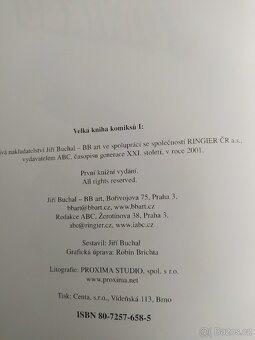 Velká kniha komiksů I:
ává nakladatelství Jiří Buchal – BB art ve spolupráci se společností RINGIER ČR a.s.,
vydavatelem ABC, časopisu generace XXI. století, v roce 2001.
První knižní vydání.
All rights reserved.
Jiří Buchal – BB art, Bořivojova 75, Praha 3,
bbart@bbart.cz, www.bbart.cz
Redakce ABC, Žerotínova 38, Praha 3,
abc@ringier.cz, www.iabc.cz
Sestavil: Jiří Buchal
Grafická úprava: Robin Brichta
Litografie: PROXIMA STUDIO, spol. s r.o.
www.proxima.net
Tisk: Centa, s.r.o., Vídeňská 113, Brno
ISBN 80-7257-658-5